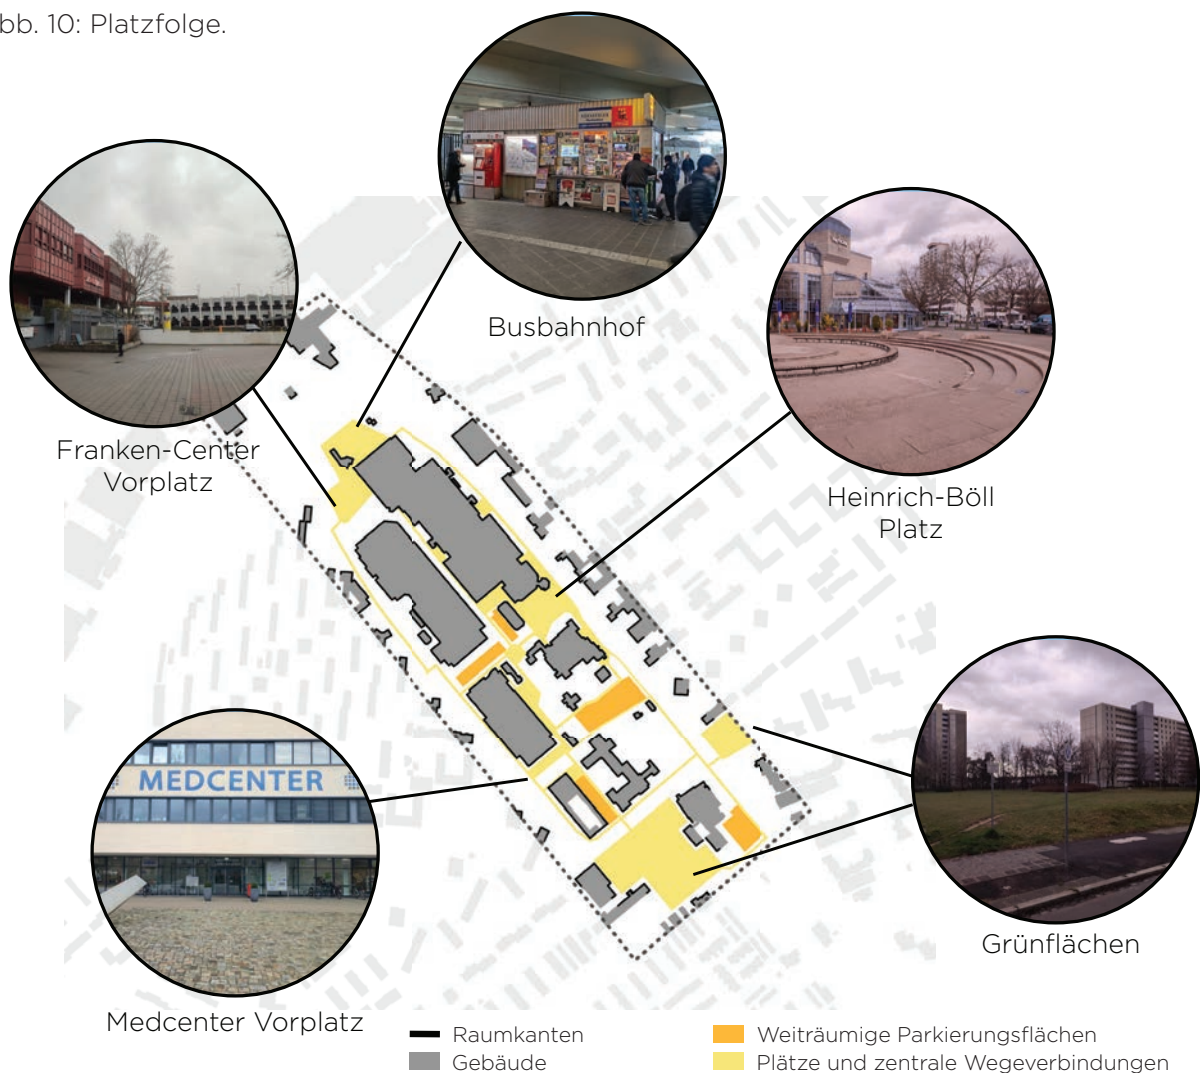 bb. 10: Platzfolge.
Busbahnhof
Franken-Center
Vorplatz
Heinrich-Böll
Platz
MEDCENTER
Medcenter Vorplatz
Grünflächen
Raumkanten
Gebäude
Weiträumige Parkierungsflächen
Plätze und zentrale Wegeverbindungen